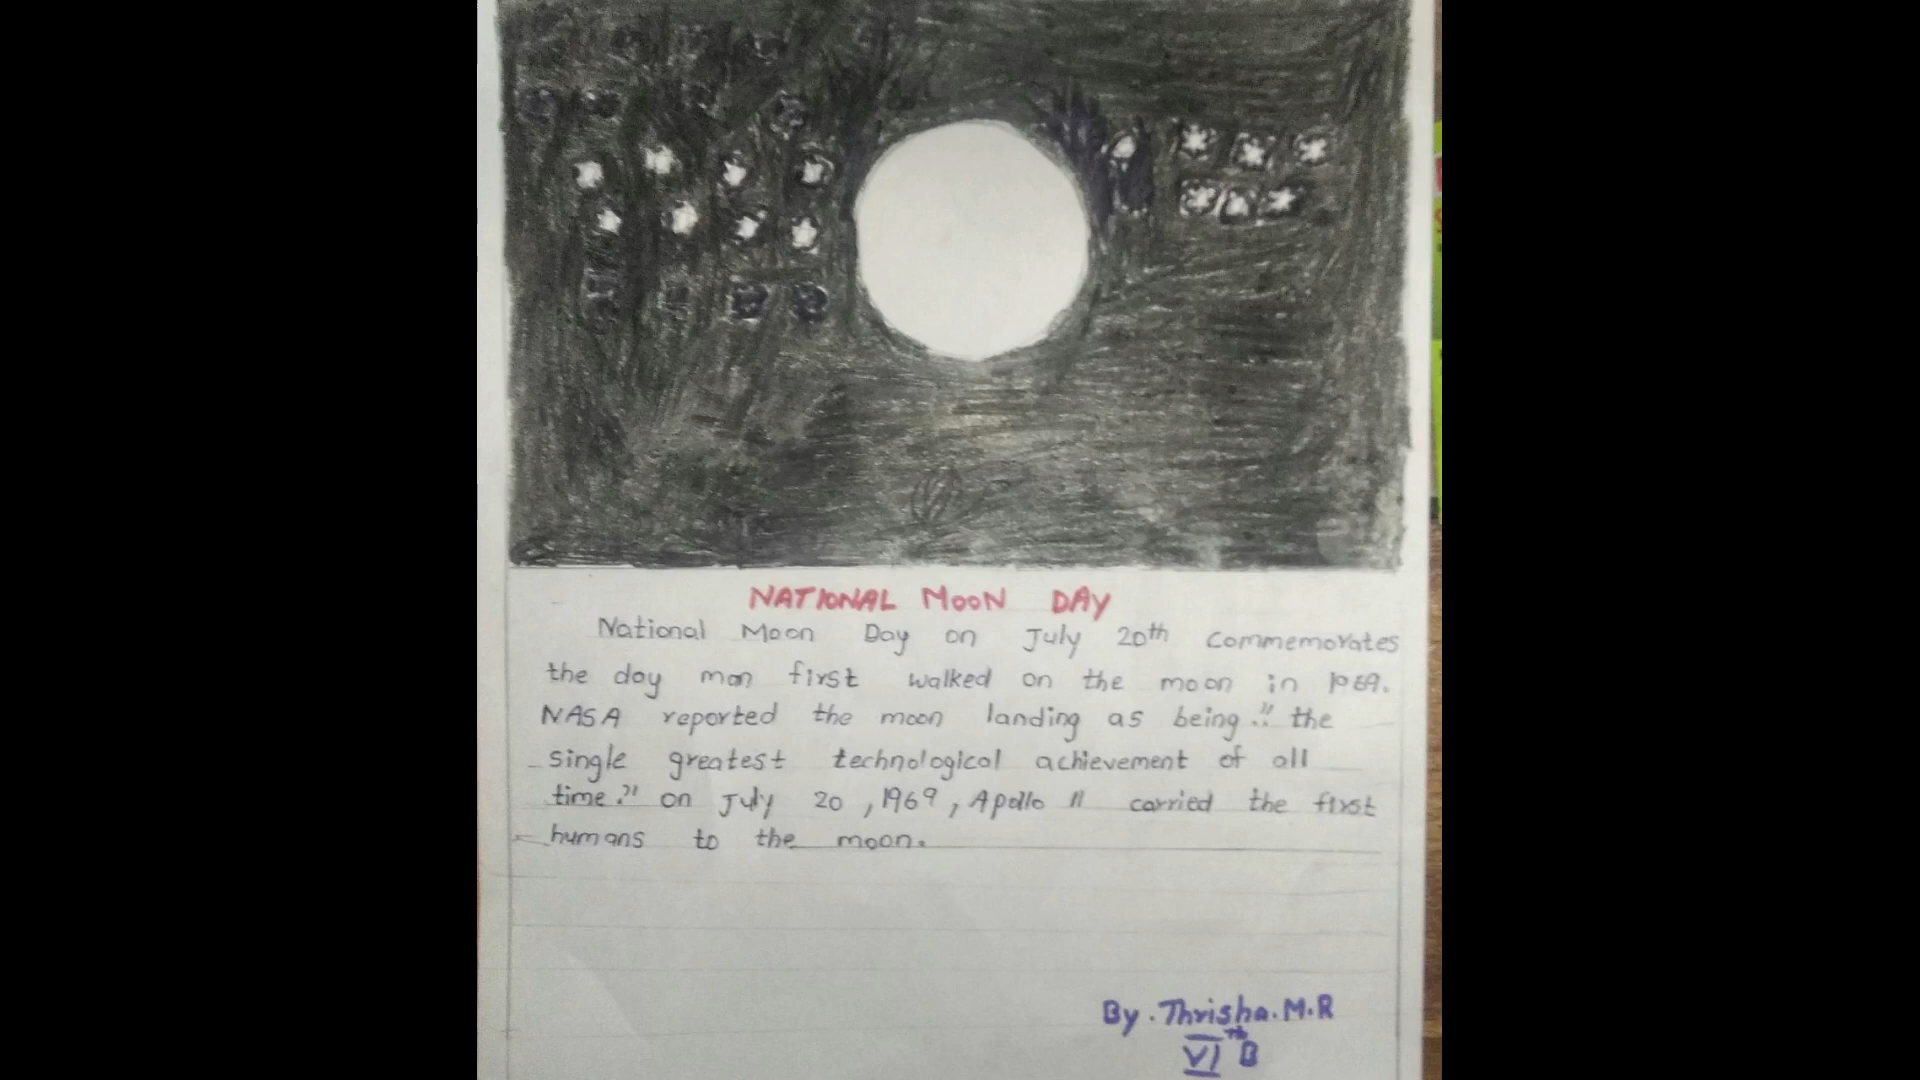 NATIONAL MOON DAY
National Moon Day on July 20th commemorates
the day man first walked on the moon in 1969.
NASA reported the moon landing as being." the
single greatest technological achievement of all
time." on July 20, 1969, Apollo 11 carried the first
humans to the moon.
By. Thrisha.M.R
VIth B